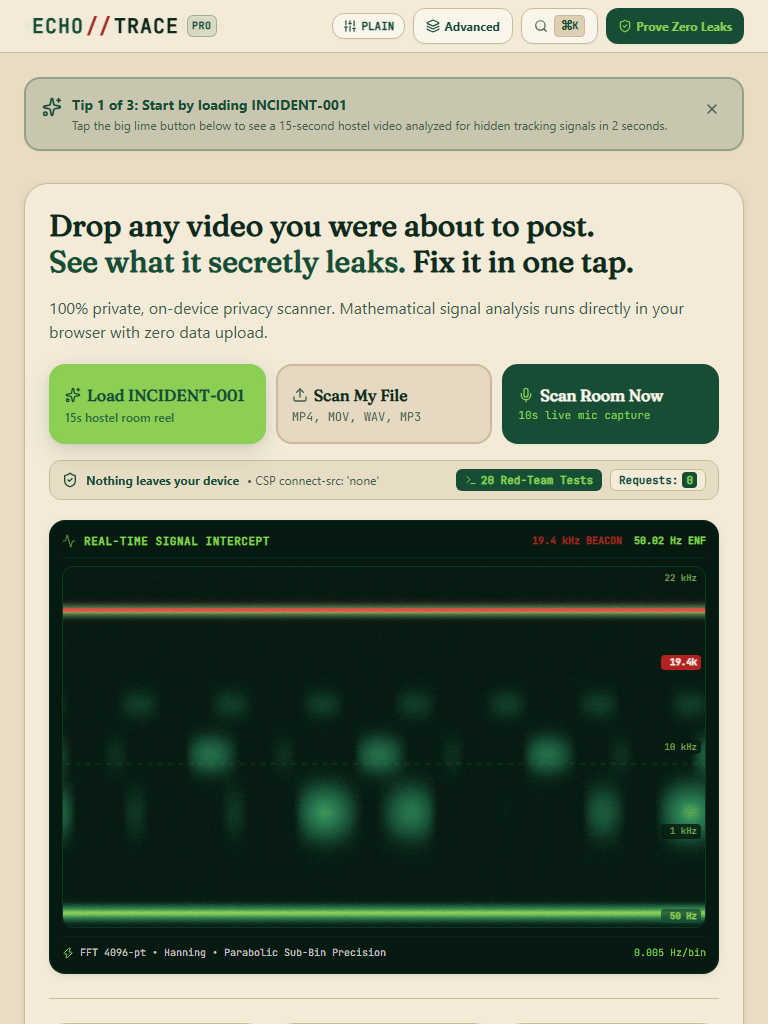 ECHO//TRACE PRO
PLAIN
Advanced
⌘K
Prove Zero Leaks
Tip 1 of 3: Start by loading INCIDENT-001
Tap the big lime button below to see a 15-second hostel video analyzed for hidden tracking signals in 2 seconds.
Drop any video you were about to post.
See what it secretly leaks. Fix it in one tap.
100% private, on-device privacy scanner. Mathematical signal analysis runs directly in your
browser with zero data upload.
Load INCIDENT-001
15s hostel room reel
Scan My File
MP4, MOV, WAV, MP3
Scan Room Now
10s live mic capture
Nothing leaves your device • CSP connect-src: 'none'
20 Red-Team Tests
Requests: 0
REAL-TIME SIGNAL INTERCEPT
19.4 kHz BEACON 50.02 Hz ENF
22 kHz
19.4k
10 kHz
1 kHz
50 Hz
FFT 4096-pt • Hanning • Parabolic Sub-Bin Precision
0.005 Hz/bin